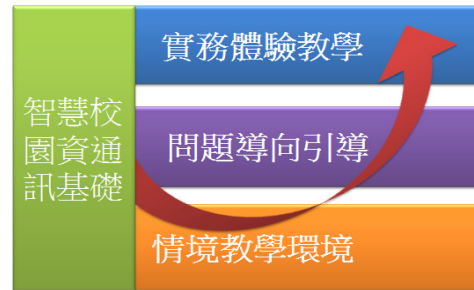 智慧校
園資通
訊基礎
實務體驗教學
問題導向引導
情境教學環境